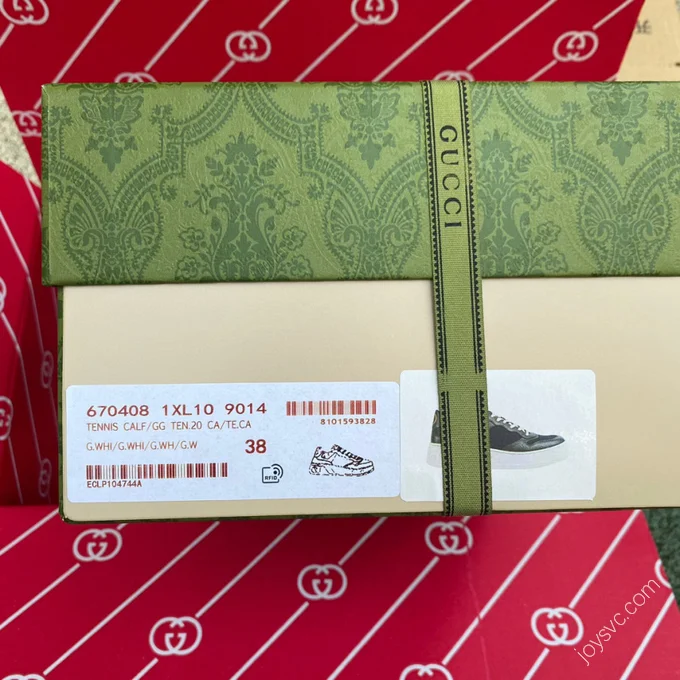 GUCCI
670408 1XL10 9014
8101593828
TENNIS CALF/GG TEN.20 CA/TE.CA
G.WHI/G.WHI/G.WH/G.W
38
RFID
ECLP104744A
joysvc.com